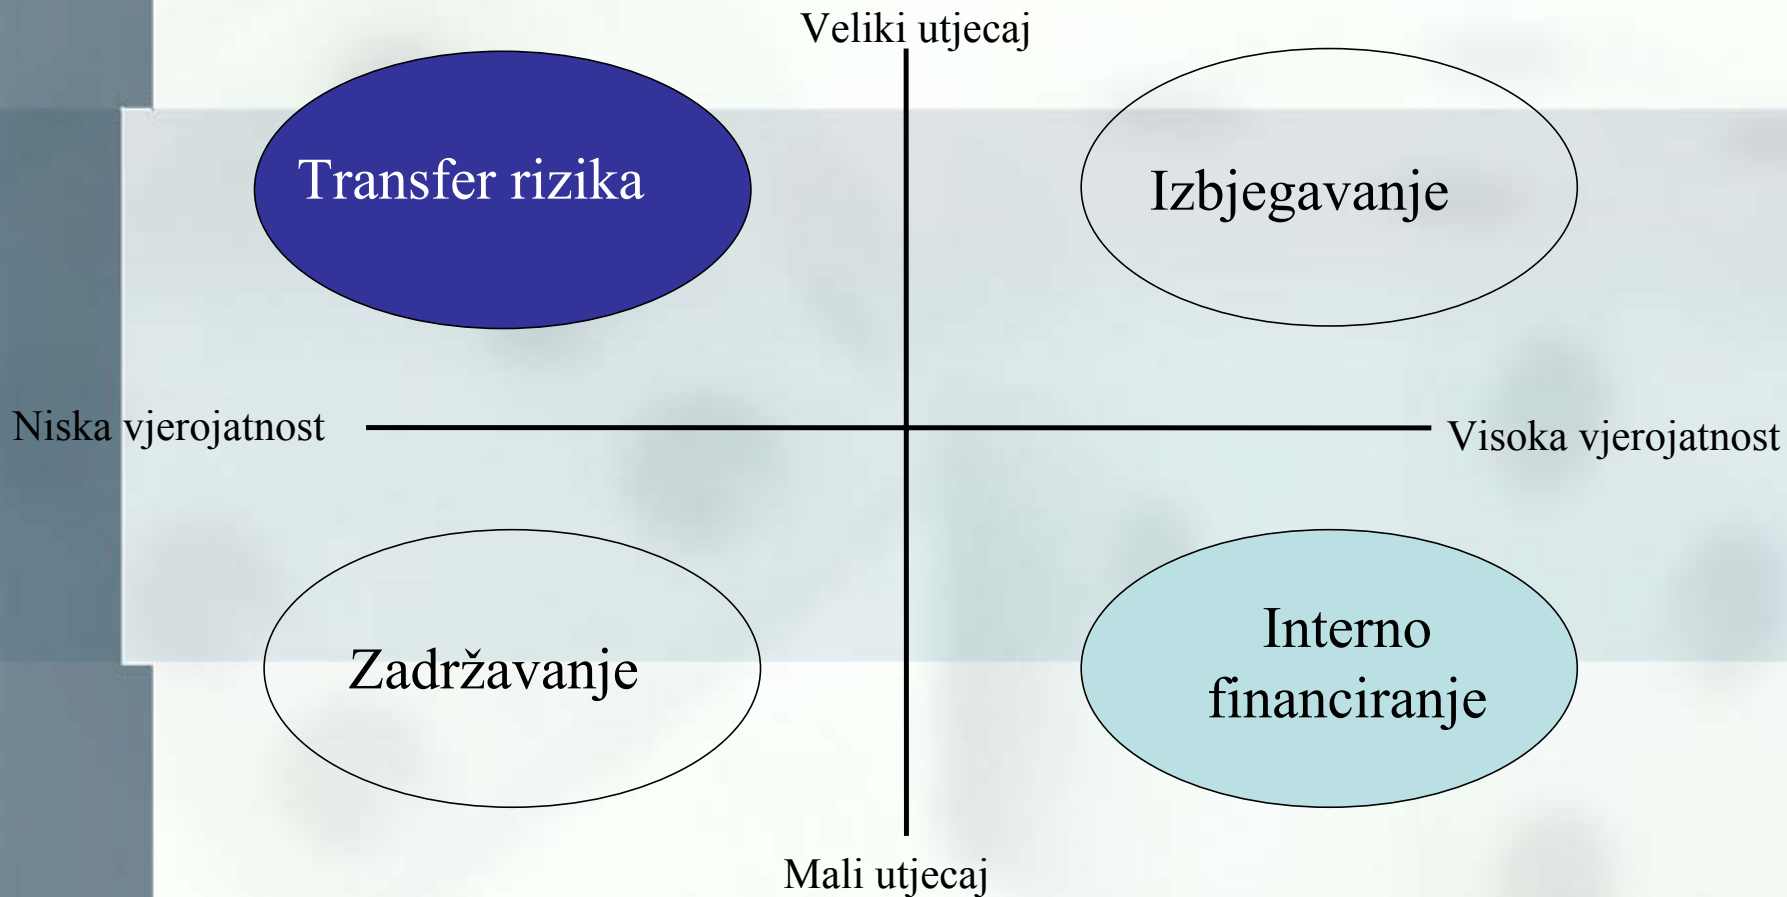 Veliki utjecaj
Transfer rizika
Izbjegavanje
Niska vjerojatnost
Visoka vjerojatnost
Zadržavanje
Interno
financiranje
Mali utjecaj